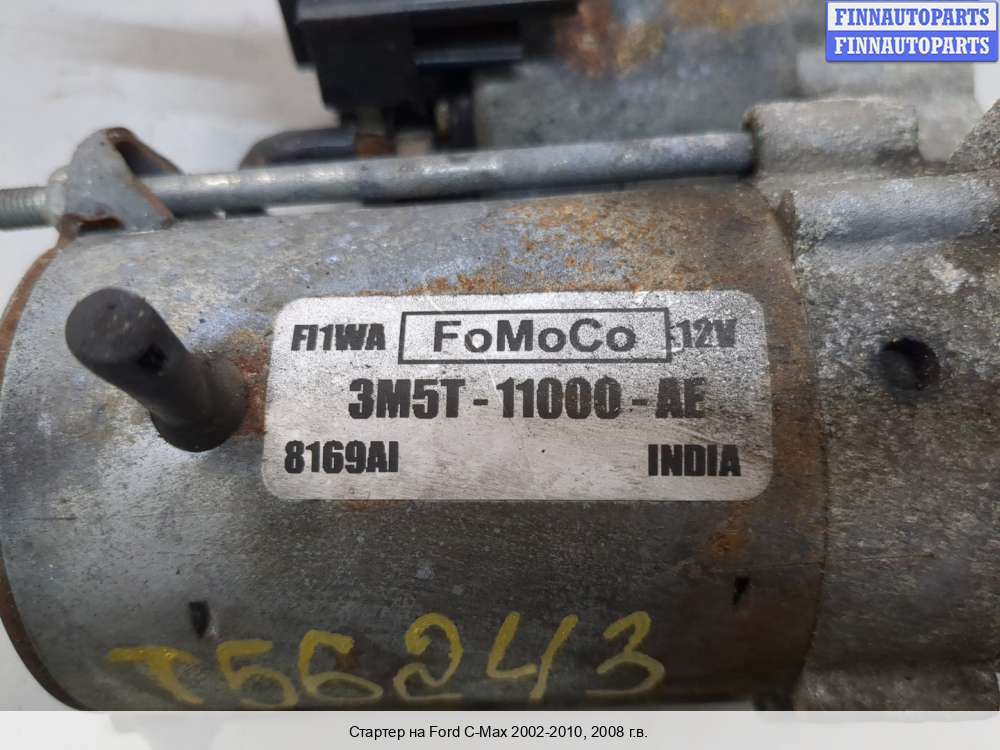 FINNAUTOPARTS
FINNAUTOPARTS
FI1WA FoMoCo 12V
3M5T - 11000 - AE
8169AI INDIA
T56243
Стартер на Ford C-Max 2002-2010, 2008 г.в.